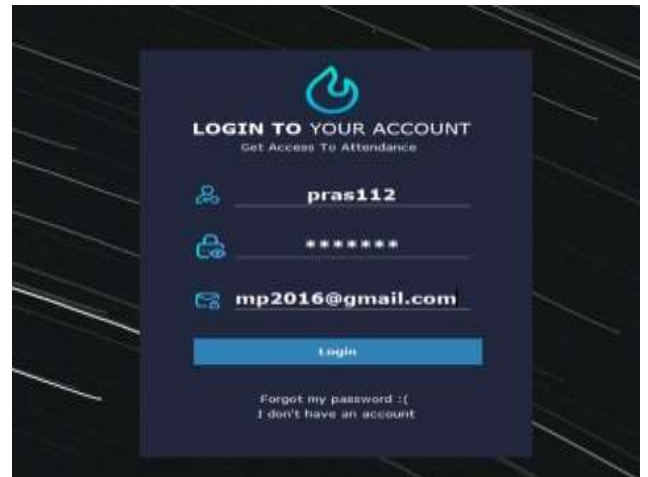 LOGIN TO YOUR ACCOUNT
Get Access To Attendance
pras112
*******
mp2016@gmail.com
Login
Forgot my password :(
I don't have an account